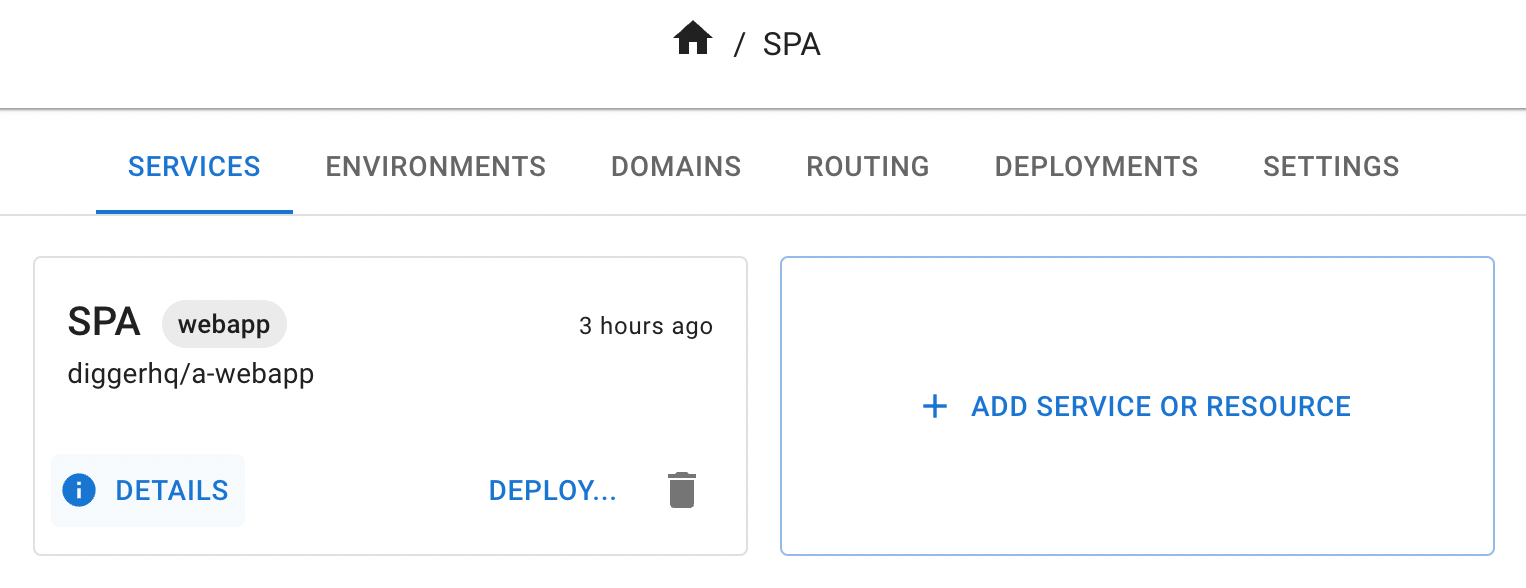 / SPA
SERVICES ENVIRONMENTS DOMAINS ROUTING DEPLOYMENTS SETTINGS
SPA webapp 3 hours ago
diggerhq/a-webapp
+ ADD SERVICE OR RESOURCE
DETAILS DEPLOY...